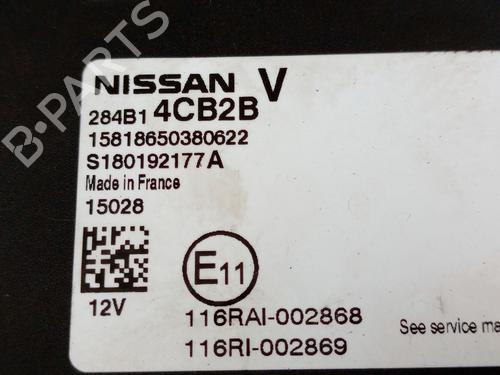 NISSAN V
284B1 4CB2B
15818650380622
S180192177A
Made in France
15028
E11
12V
116RAI-002868
See service ma
116RI-002869
B-PARTS